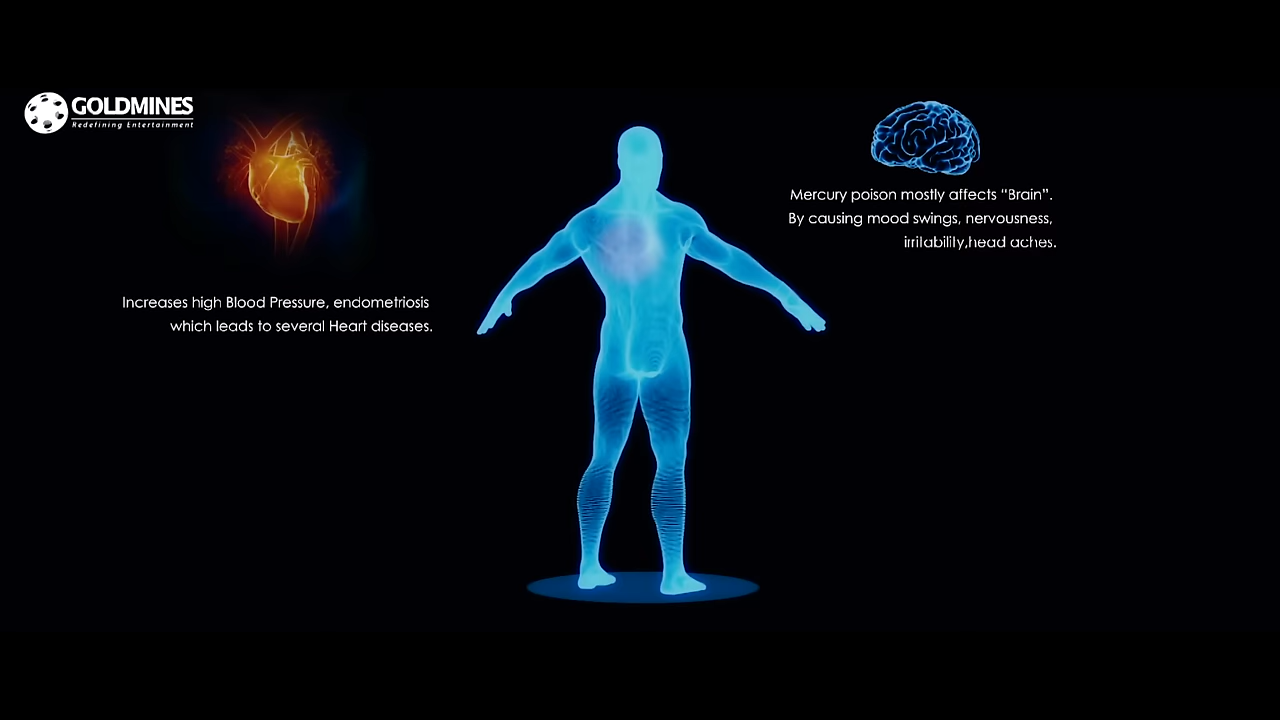 GOLDMINES
Redefining Entertainment
Mercury poison mostly affects "Brain".
By causing mood swings, nervousness,
irritability,head aches.
Increases high Blood Pressure, endometriosis
which leads to several Heart diseases.